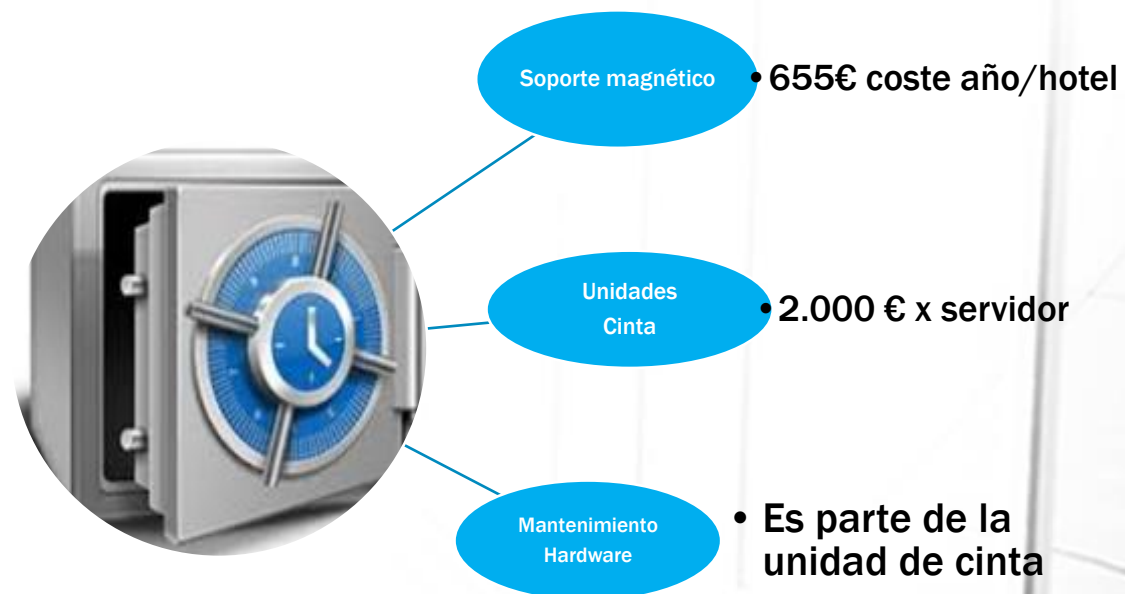 Soporte magnético
• 655€ coste año/hotel
Unidades
Cinta
• 2.000 € x servidor
Mantenimiento
Hardware
• Es parte de la
unidad de cinta